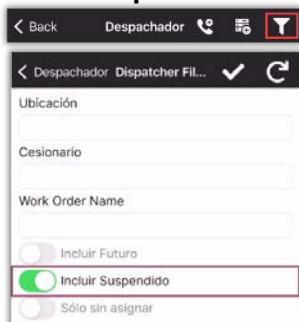 Back Despachador
Despachador Dispatcher Fil...
Ubicación
Cesionario
Work Order Name
Incluir Futuro
Incluir Suspendido
Sólo sin asignar